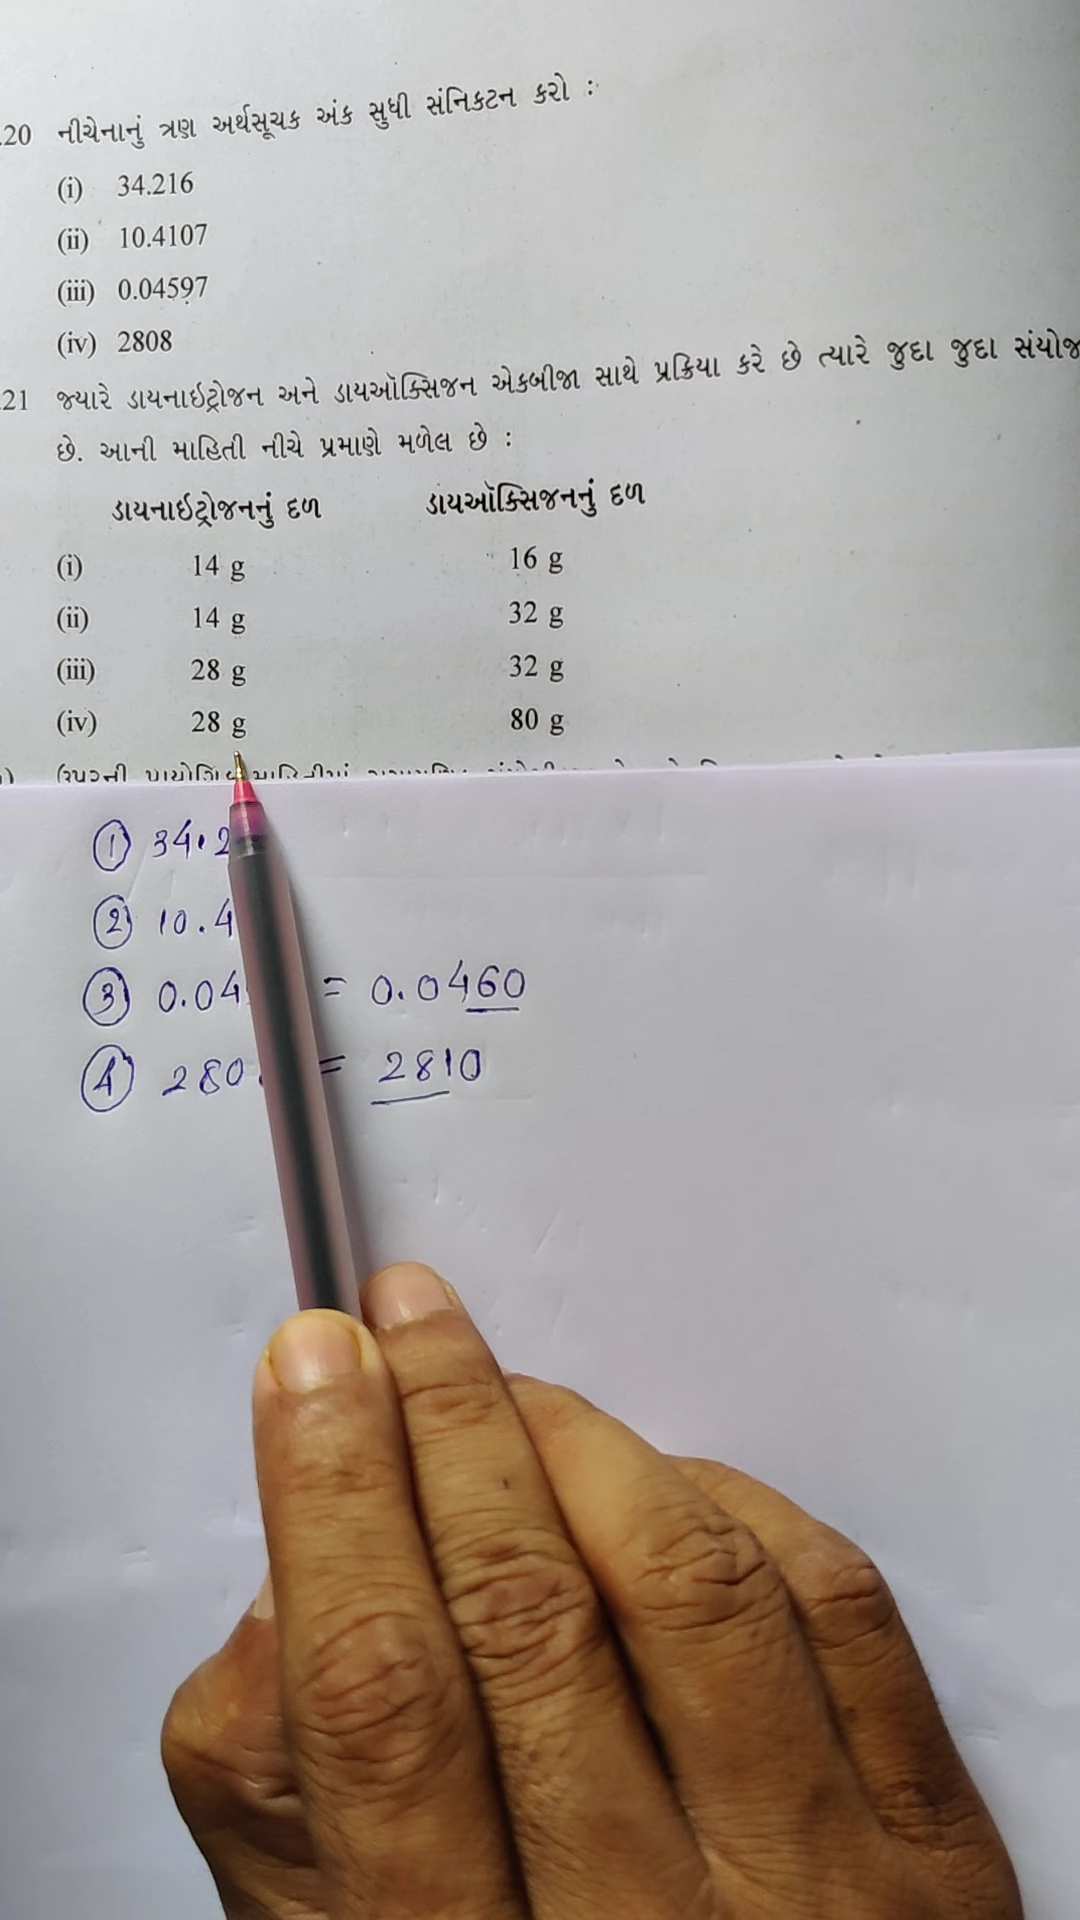 .20 નીચેનાનું ત્રણ અર્થસૂચક અંક સુધી સંનિકટન કરો :
(i) 34.216
(ii) 10.4107
(iii) 0.04597
(iv) 2808
.21 જ્યારે ડાયનાઇટ્રોજન અને ડાયઑક્સિજન એકબીજા સાથે પ્રક્રિયા કરે છે ત્યારે જુદા જુદા સંયોજ
છે. આની માહિતી નીચે પ્રમાણે મળેલ છે :
ડાયનાઇટ્રોજનનું દળ ડાયઑક્સિજનનું દળ
(i) 14 g 16 g
(ii) 14 g 32 g
(iii) 28 g 32 g
(iv) 28 g 80 g
① 34.2
② 10.4
③ 0.04 = 0.0460
④ 280 = 2810